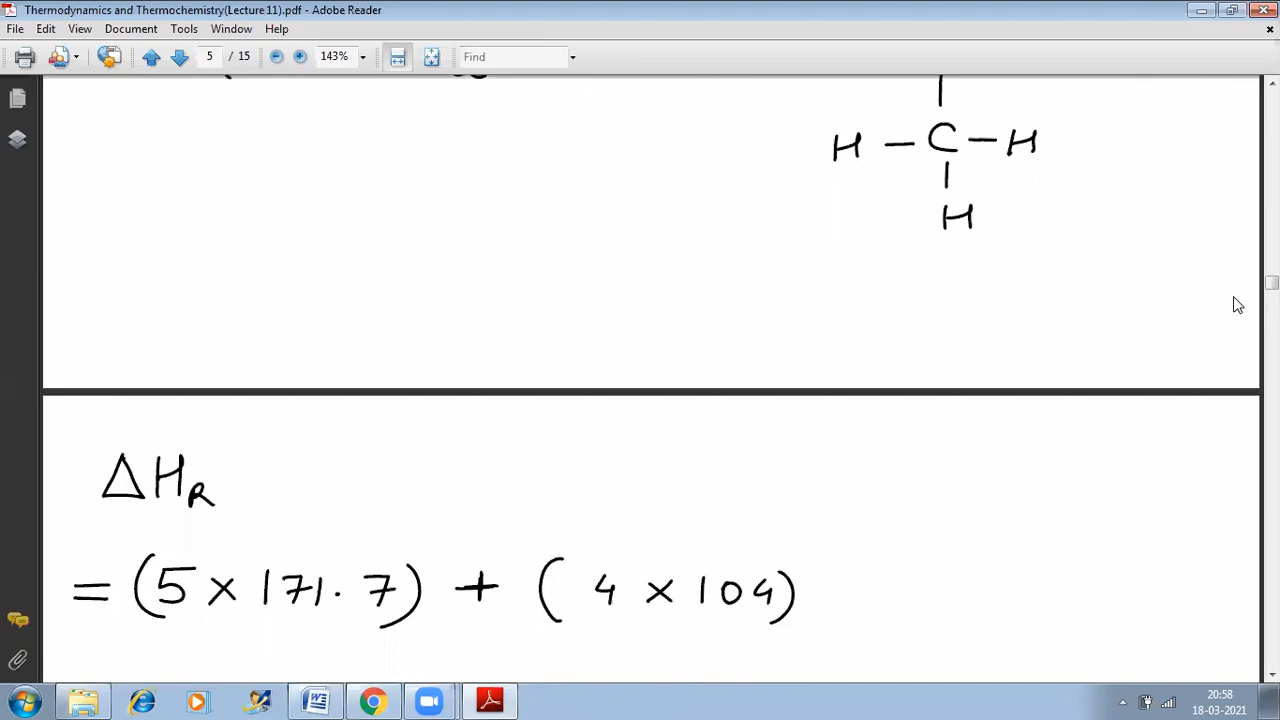 Thermodynamics and Thermochemistry(Lecture 11).pdf - Adobe Reader
File Edit View Document Tools Window Help
5 / 15 143% Find
H - C - H
H
ΔH_R
= (5 × 171.7) + ( 4 × 104)
20:58
18-03-2021